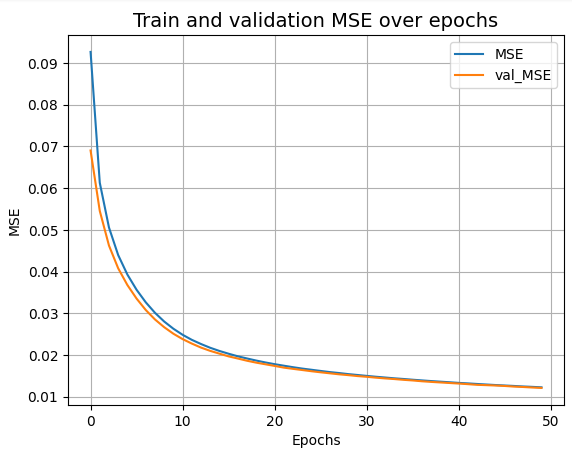 Train and validation MSE over epochs
MSE
val_MSE
0.09
0.08
0.07
0.06
0.05
0.04
0.03
0.02
0.01
MSE
0 10 20 30 40 50
Epochs